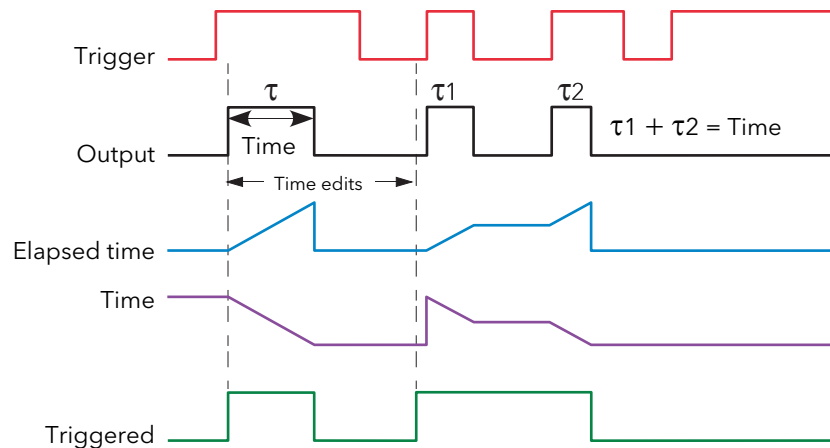 Trigger
τ
τ1
τ2
Time
τ1 + τ2 = Time
Output
Time edits
Elapsed time
Time
Triggered